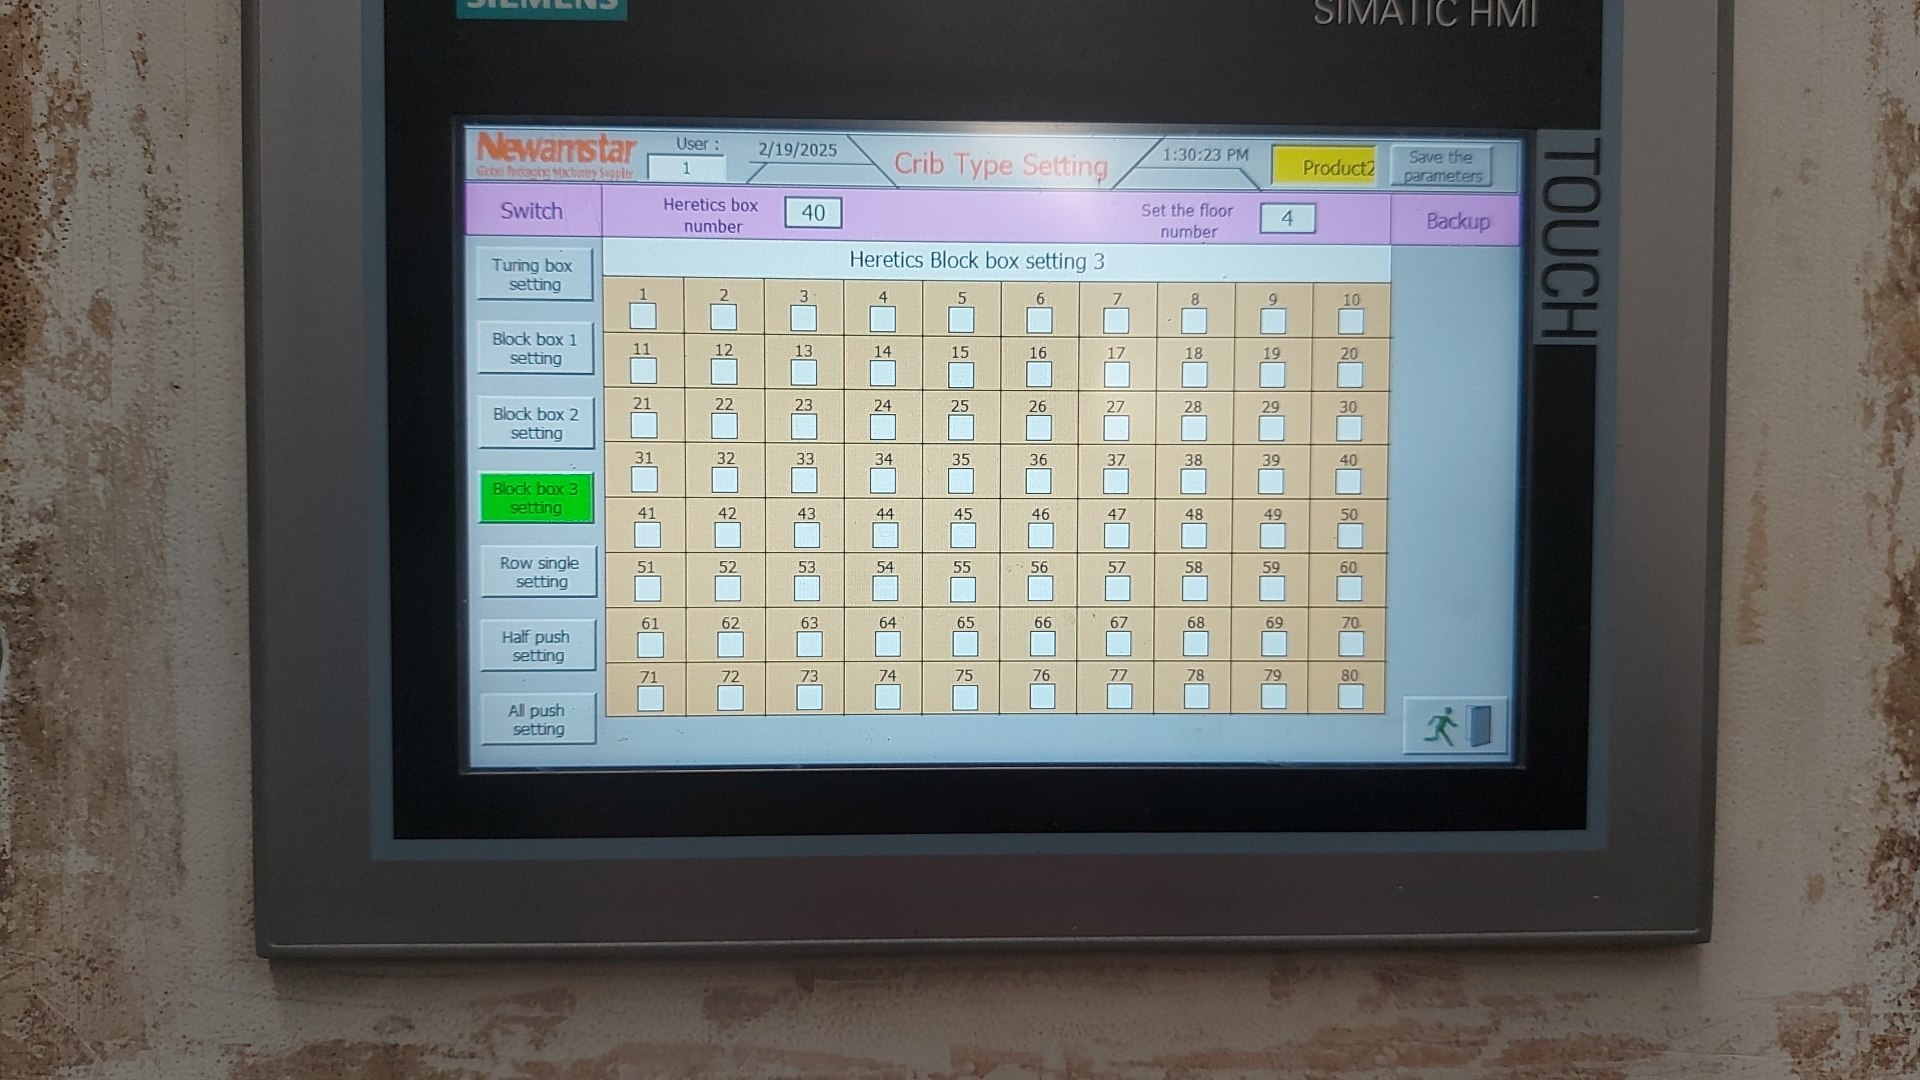 SIEMENS
SIMATIC HMI
TOUCH
Newamstar
Global Packaging Machinery Supplier
User :
1
2/19/2025
Crib Type Setting
1:30:23 PM
Product2
Save the
parameters
Switch
Heretics box
number
40
Set the floor
number
4
Backup
Heretics Block box setting 3
Turing box
setting
Block box 1
setting
Block box 2
setting
Block box 3
setting
Row single
setting
Half push
setting
All push
setting
1 2 3 4 5 6 7 8 9 10
11 12 13 14 15 16 17 18 19 20
21 22 23 24 25 26 27 28 29 30
31 32 33 34 35 36 37 38 39 40
41 42 43 44 45 46 47 48 49 50
51 52 53 54 55 56 57 58 59 60
61 62 63 64 65 66 67 68 69 70
71 72 73 74 75 76 77 78 79 80